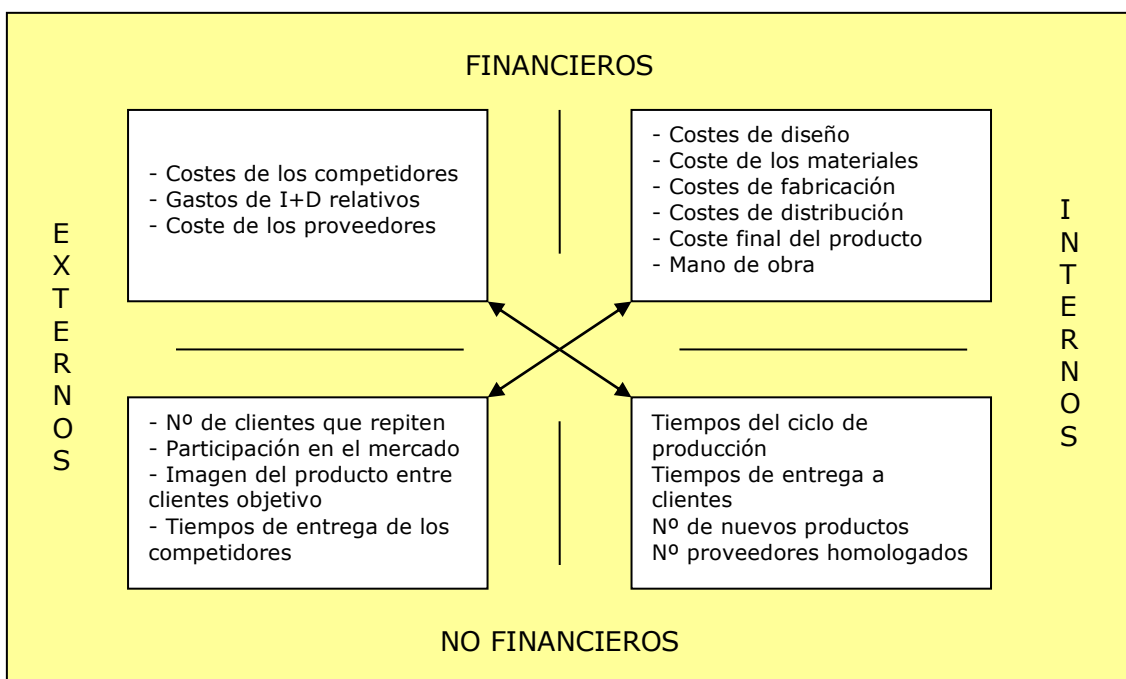 FINANCIEROS
EXTERNOS
- Costes de los competidores
- Gastos de I+D relativos
- Coste de los proveedores
- Costes de diseño
- Coste de los materiales
- Costes de fabricación
- Costes de distribución
- Coste final del producto
- Mano de obra
INTERNOS
- Nº de clientes que repiten
- Participación en el mercado
- Imagen del producto entre
clientes objetivo
- Tiempos de entrega de los
competidores
Tiempos del ciclo de
producción
Tiempos de entrega a
clientes
Nº de nuevos productos
Nº proveedores homologados
NO FINANCIEROS